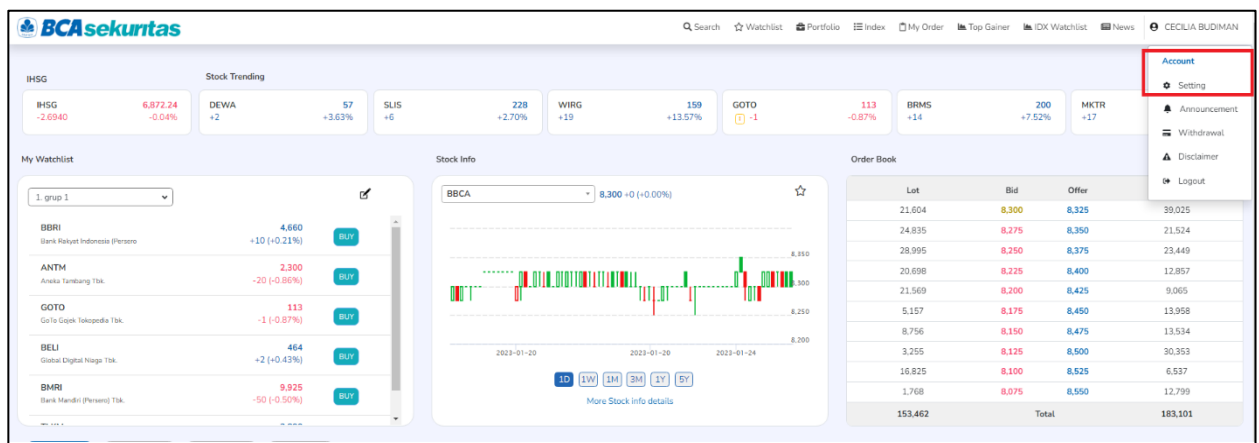 BCA sekuritas
Search Watchlist Portfolio Index My Order Top Gainer IDX Watchlist News CECILIA BUDIMAN
Account
Setting
Announcement
Withdrawal
Disclaimer
Logout
IHSG Stock Trending
IHSG 6,872.24
-2.6940 -0.04%
DEWA 57
+2 +3.63%
SLIS 228
+6 +2.70%
WIRG 159
+19 +13.57%
GOTO 113
-1 -0.87%
BRMS 200
+14 +7.52%
MKTR
+17
My Watchlist
1. grup 1
BBRI 4,660
Bank Rakyat Indonesia (Persero +10 (+0.21%) BUY
ANTM 2,300
Aneka Tambang Tbk. -20 (-0.86%) BUY
GOTO 113
GoTo Gojek Tokopedia Tbk. -1 (-0.87%) BUY
BELI 464
Global Digital Niaga Tbk. +2 (+0.43%) BUY
BMRI 9,925
Bank Mandiri (Persero) Tbk. -50 (-0.50%) BUY
Stock Info
BBCA 8,300 +0 (+0.00%)
8,350
8,300
8,250
8,200
2023-01-20 2023-01-20 2023-01-24
1D 1W 1M 3M 1Y 5Y
More Stock info details
Order Book
Lot Bid Offer
21,604 8,300 8,325 39,025
24,835 8,275 8,350 21,524
28,995 8,250 8,375 23,449
20,698 8,225 8,400 12,857
21,569 8,200 8,425 9,065
5,157 8,175 8,450 13,958
8,756 8,150 8,475 13,534
3,255 8,125 8,500 30,353
16,825 8,100 8,525 6,537
1,768 8,075 8,550 12,799
153,462 Total 183,101